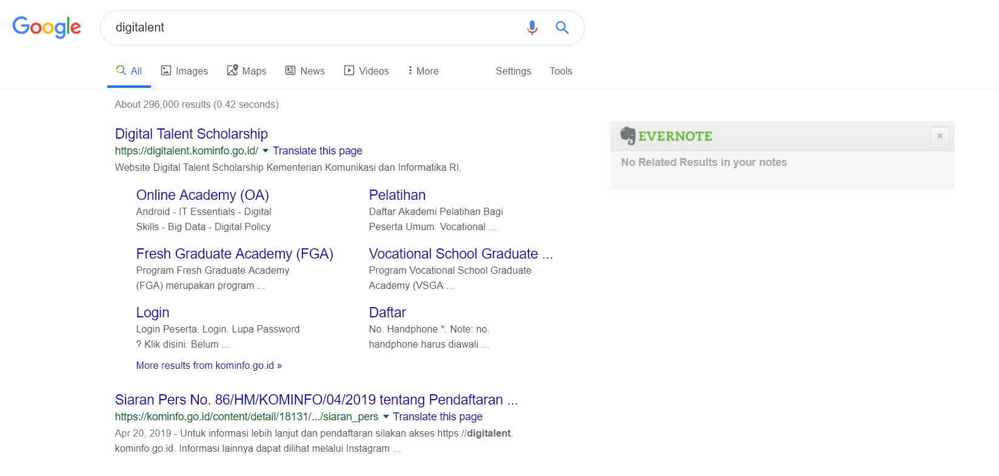 Google
digitalent
All Images Maps News Videos More Settings Tools
About 296,000 results (0.42 seconds)
Digital Talent Scholarship
https://digitalent.kominfo.go.id/ Translate this page
Website Digital Talent Scholarship Kementerian Komunikasi dan Informatika RI.
Online Academy (OA)
Android - IT Essentials - Digital
Skills - Big Data - Digital Policy
Pelatihan
Daftar Akademi Pelatihan Bagi
Peserta Umum. Vocational ...
Fresh Graduate Academy (FGA)
Program Fresh Graduate Academy
(FGA) merupakan program ...
Vocational School Graduate ...
Program Vocational School Graduate
Academy (VSGA ...
Login
Login Peserta. Login. Lupa Password
? Klik disini. Belum ...
Daftar
No. Handphone *. Note: no.
handphone harus diawali ...
More results from kominfo.go.id »
Siaran Pers No. 86/HM/KOMINFO/04/2019 tentang Pendaftaran ...
https://kominfo.go.id/content/detail/18131/.../siaran_pers Translate this page
Apr 20, 2019 - Untuk informasi lebih lanjut dan pendaftaran silakan akses https://digitalent.
kominfo.go.id. Informasi lainnya dapat dilihat melalui Instagram ...
EVERNOTE
×
No Related Results in your notes